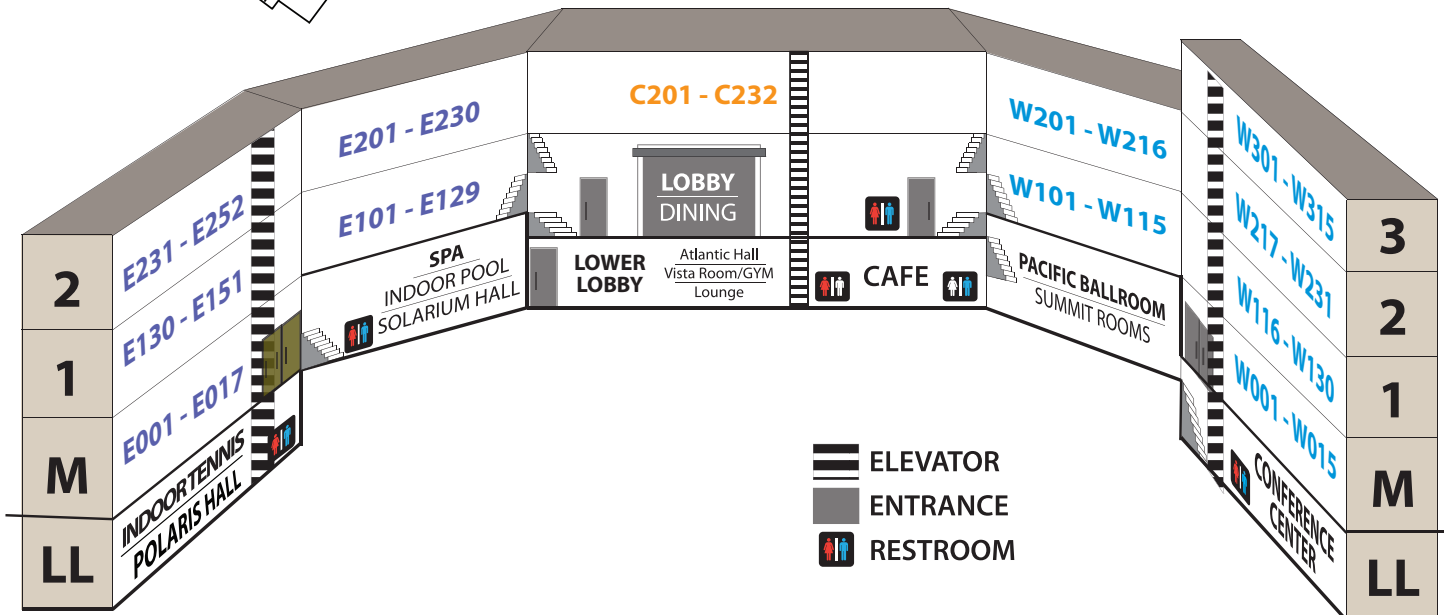 2
1
M
LL
E231 - E252
E130 - E151
E001 - E017
INDOOR TENNIS
POLARIS HALL
E201 - E230
E101 - E129
SPA
INDOOR POOL
SOLARIUM HALL
C201 - C232
LOBBY
DINING
LOWER
LOBBY
Atlantic Hall
Vista Room/GYM
Lounge
CAFE
W201 - W216
W101 - W115
PACIFIC BALLROOM
SUMMIT ROOMS
W301 - W315
W217 - W231
W116 - W130
W001 - W015
CONFERENCE
CENTER
3
2
1
M
LL
ELEVATOR
ENTRANCE
RESTROOM